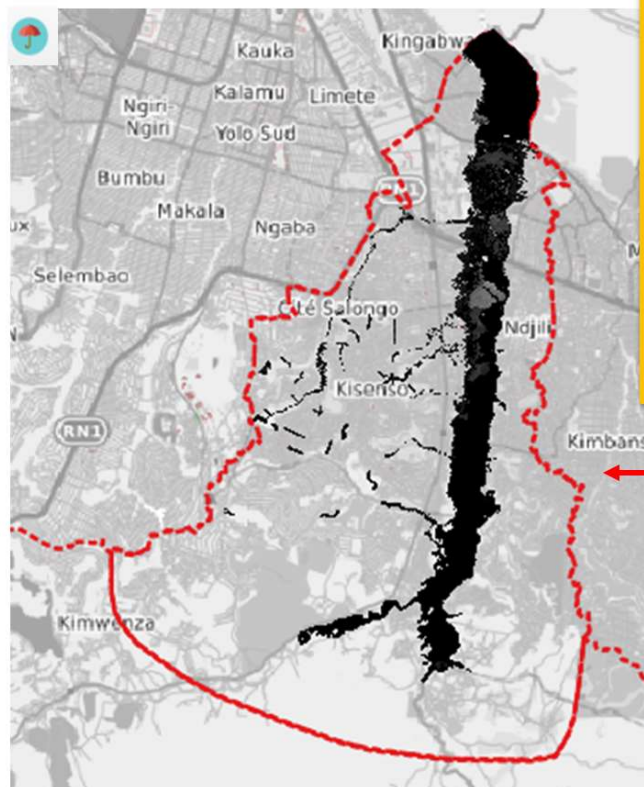 Kauka
Kingabwa
Kalamu
Limete
Ngiri-
Ngiri
Yolo Sud
Bumbu
Makala
Ngaba
Selembao
Cité Salongo
Ndjili
Kisenso
RN1
Kimbans
Kimwenza